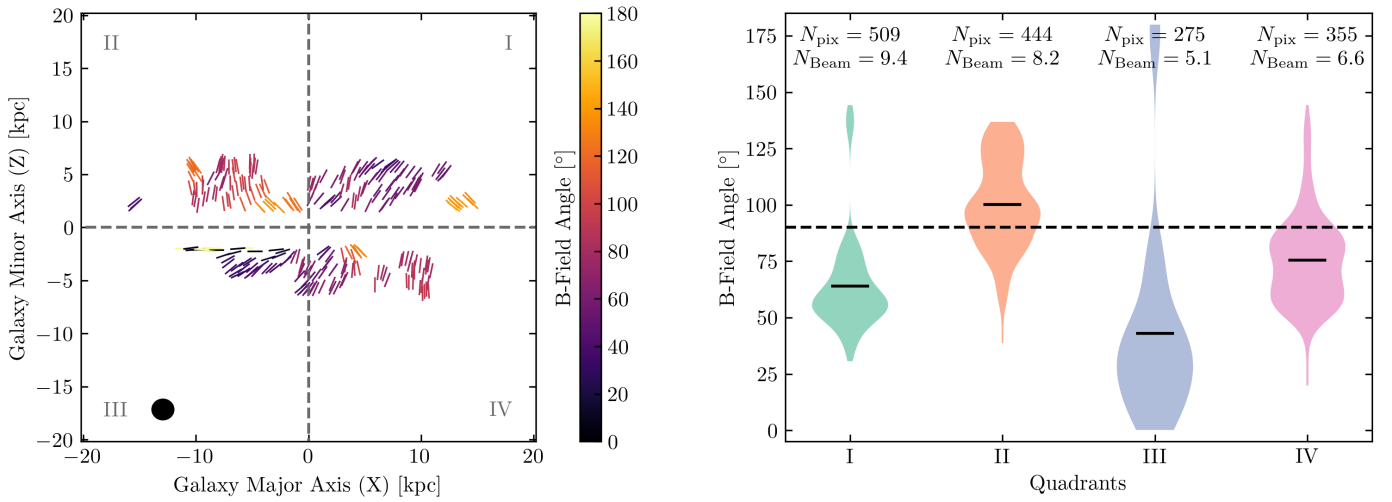 20
15
10
5
0
−5
−10
−15
−20
Galaxy Minor Axis (Z) [kpc]
II
I
III
IV
−20
−10
0
10
20
Galaxy Major Axis (X) [kpc]
180
160
140
120
100
80
60
40
20
0
B-Field Angle [°]
175
150
125
100
75
50
25
0
B-Field Angle [°]
N_pix = 509
N_Beam = 9.4
N_pix = 444
N_Beam = 8.2
N_pix = 275
N_Beam = 5.1
N_pix = 355
N_Beam = 6.6
I
II
III
IV
Quadrants